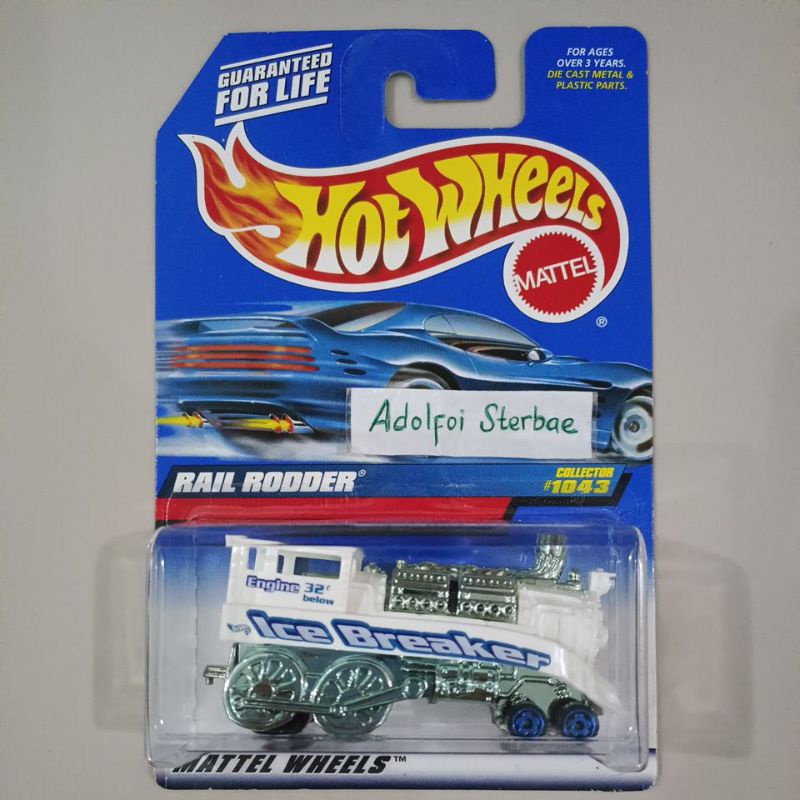 GUARANTEED
FOR LIFE
FOR AGES
OVER 3 YEARS.
DIE CAST METAL &
PLASTIC PARTS.
HOT WHEELS
MATTEL
®
Adolfoi Sterbae
RAIL RODDER®
COLLECTOR
#1043
Engine 32°
below
Ice Breaker
MATTEL WHEELS™